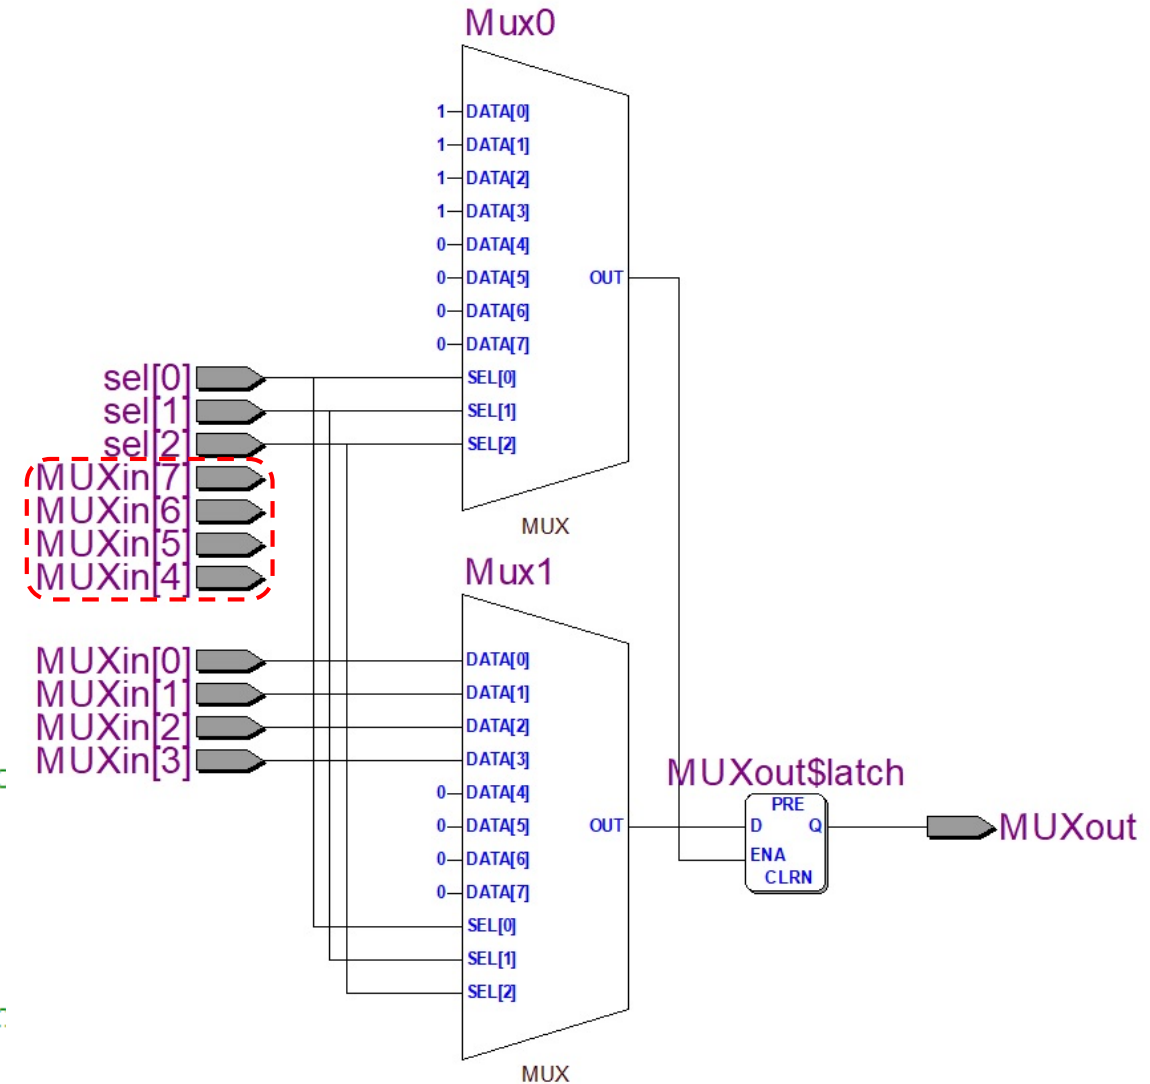 Mux0
1 DATA[0]
1 DATA[1]
1 DATA[2]
1 DATA[3]
0 DATA[4]
0 DATA[5] OUT
0 DATA[6]
0 DATA[7]
sel[0] SEL[0]
sel[1] SEL[1]
sel[2] SEL[2]
MUXin[7]
MUXin[6]
MUX
MUXin[5]
MUXin[4]
Mux1
MUXin[0] DATA[0]
MUXin[1] DATA[1]
MUXin[2] DATA[2]
MUXin[3] DATA[3]
MUXout$latch
0 DATA[4]
PRE
0 DATA[5] OUT D Q MUXout
0 DATA[6] ENA
CLRN
0 DATA[7]
SEL[0]
SEL[1]
SEL[2]
MUX